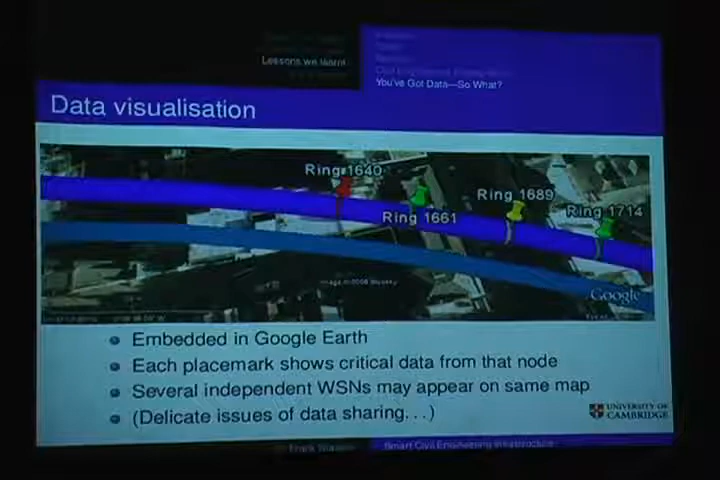 Lessons we learnt
You've Got Data—So What?
Data visualisation
Ring 1640
Ring 1661
Ring 1689
Ring 1714
Google
Embedded in Google Earth
Each placemark shows critical data from that node
Several independent WSNs may appear on same map
(Delicate issues of data sharing...)
UNIVERSITY OF
CAMBRIDGE
Smart Civil Engineering Infrastructure